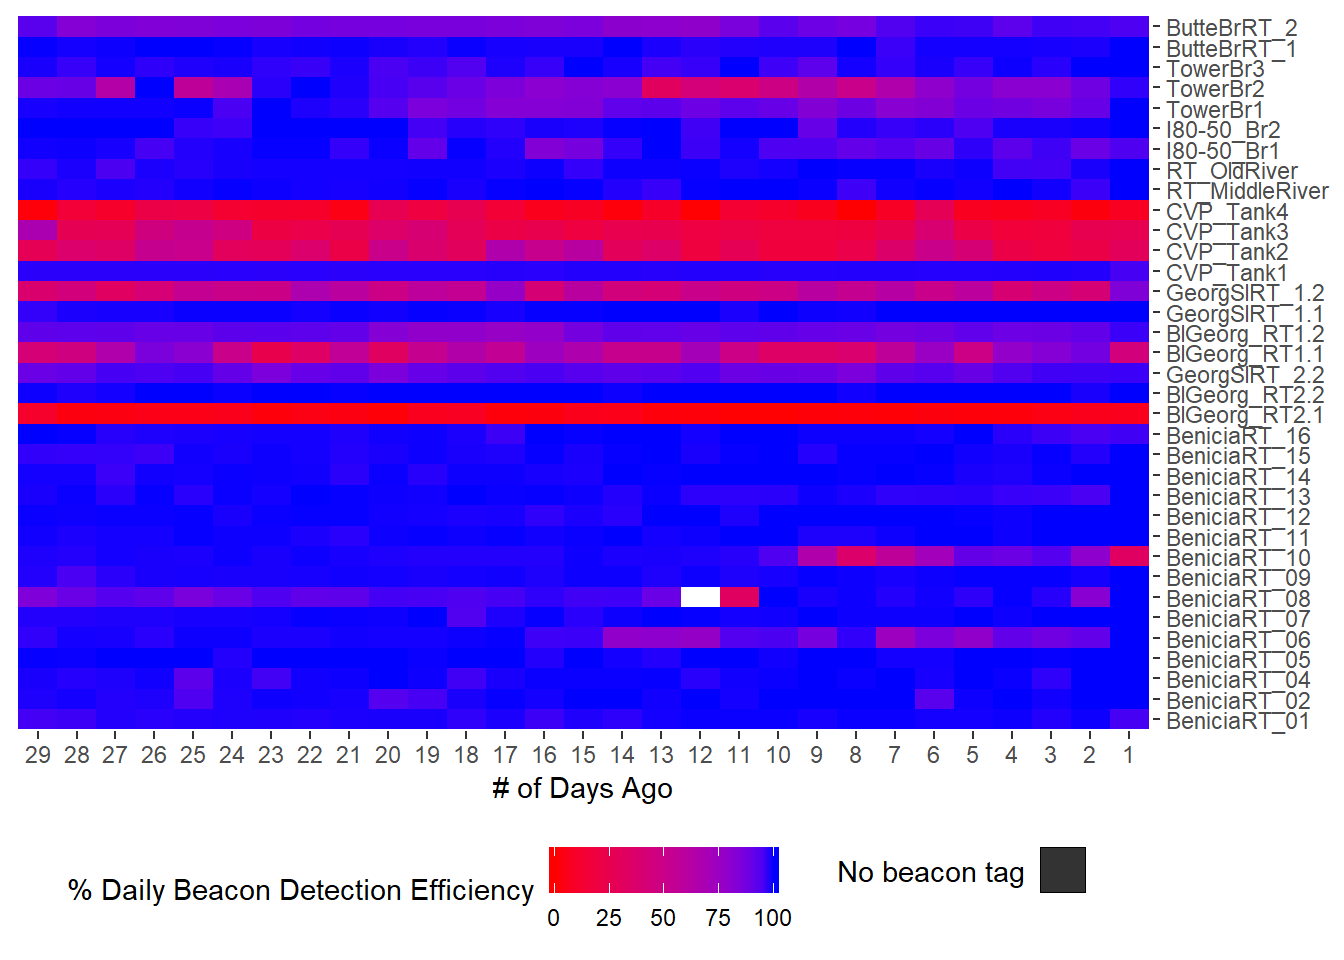 ButteBrRT_2
ButteBrRT_1
TowerBr3
TowerBr2
TowerBr1
I80-50_Br2
I80-50_Br1
RT_OldRiver
RT_MiddleRiver
CVP_Tank4
CVP_Tank3
CVP_Tank2
CVP_Tank1
GeorgSlRT_1.2
GeorgSlRT_1.1
BlGeorg_RT1.2
BlGeorg_RT1.1
GeorgSlRT_2.2
BlGeorg_RT2.2
BlGeorg_RT2.1
BeniciaRT_16
BeniciaRT_15
BeniciaRT_14
BeniciaRT_13
BeniciaRT_12
BeniciaRT_11
BeniciaRT_10
BeniciaRT_09
BeniciaRT_08
BeniciaRT_07
BeniciaRT_06
BeniciaRT_05
BeniciaRT_04
BeniciaRT_02
BeniciaRT_01
29 28 27 26 25 24 23 22 21 20 19 18 17 16 15 14 13 12 11 10 9 8 7 6 5 4 3 2 1
# of Days Ago
% Daily Beacon Detection Efficiency
0 25 50 75 100
No beacon tag